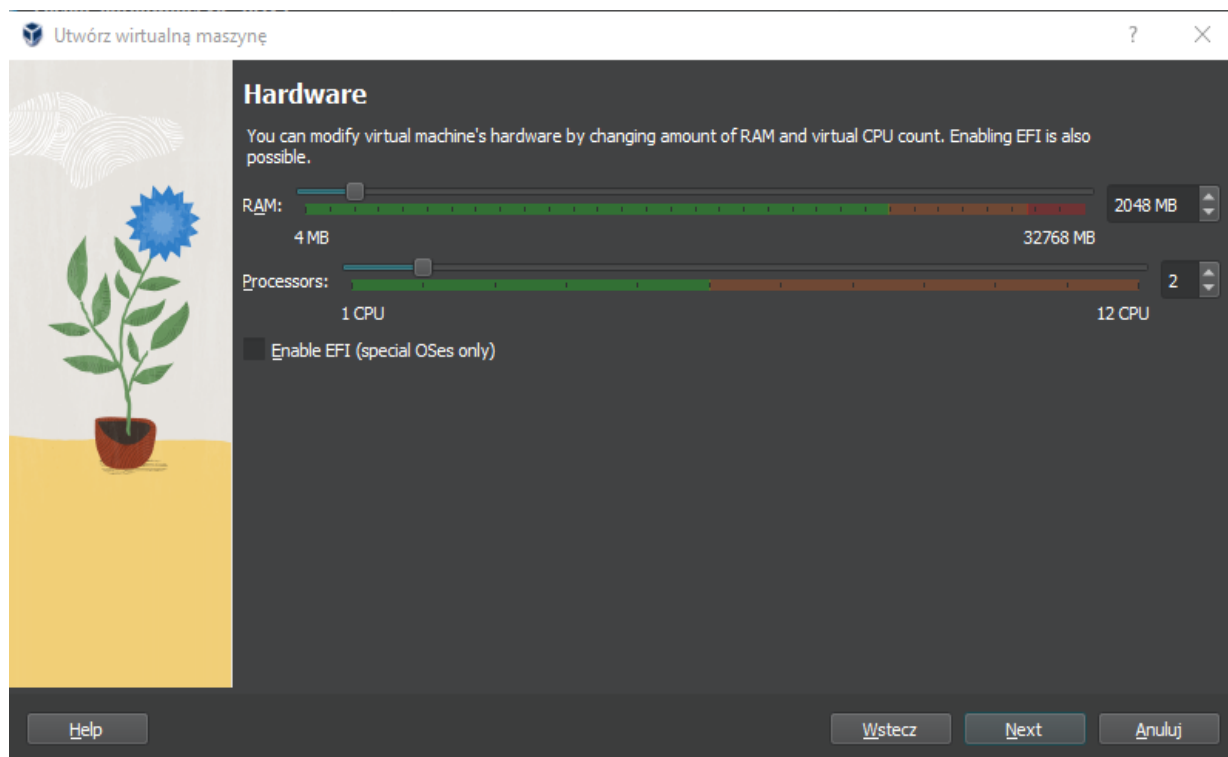 Utwórz wirtualną maszynę
?
Hardware
You can modify virtual machine's hardware by changing amount of RAM and virtual CPU count. Enabling EFI is also
possible.
RAM: 2048 MB
4 MB 32768 MB
Processors: 2
1 CPU 12 CPU
Enable EFI (special OSes only)
Help Wstecz Next Anuluj